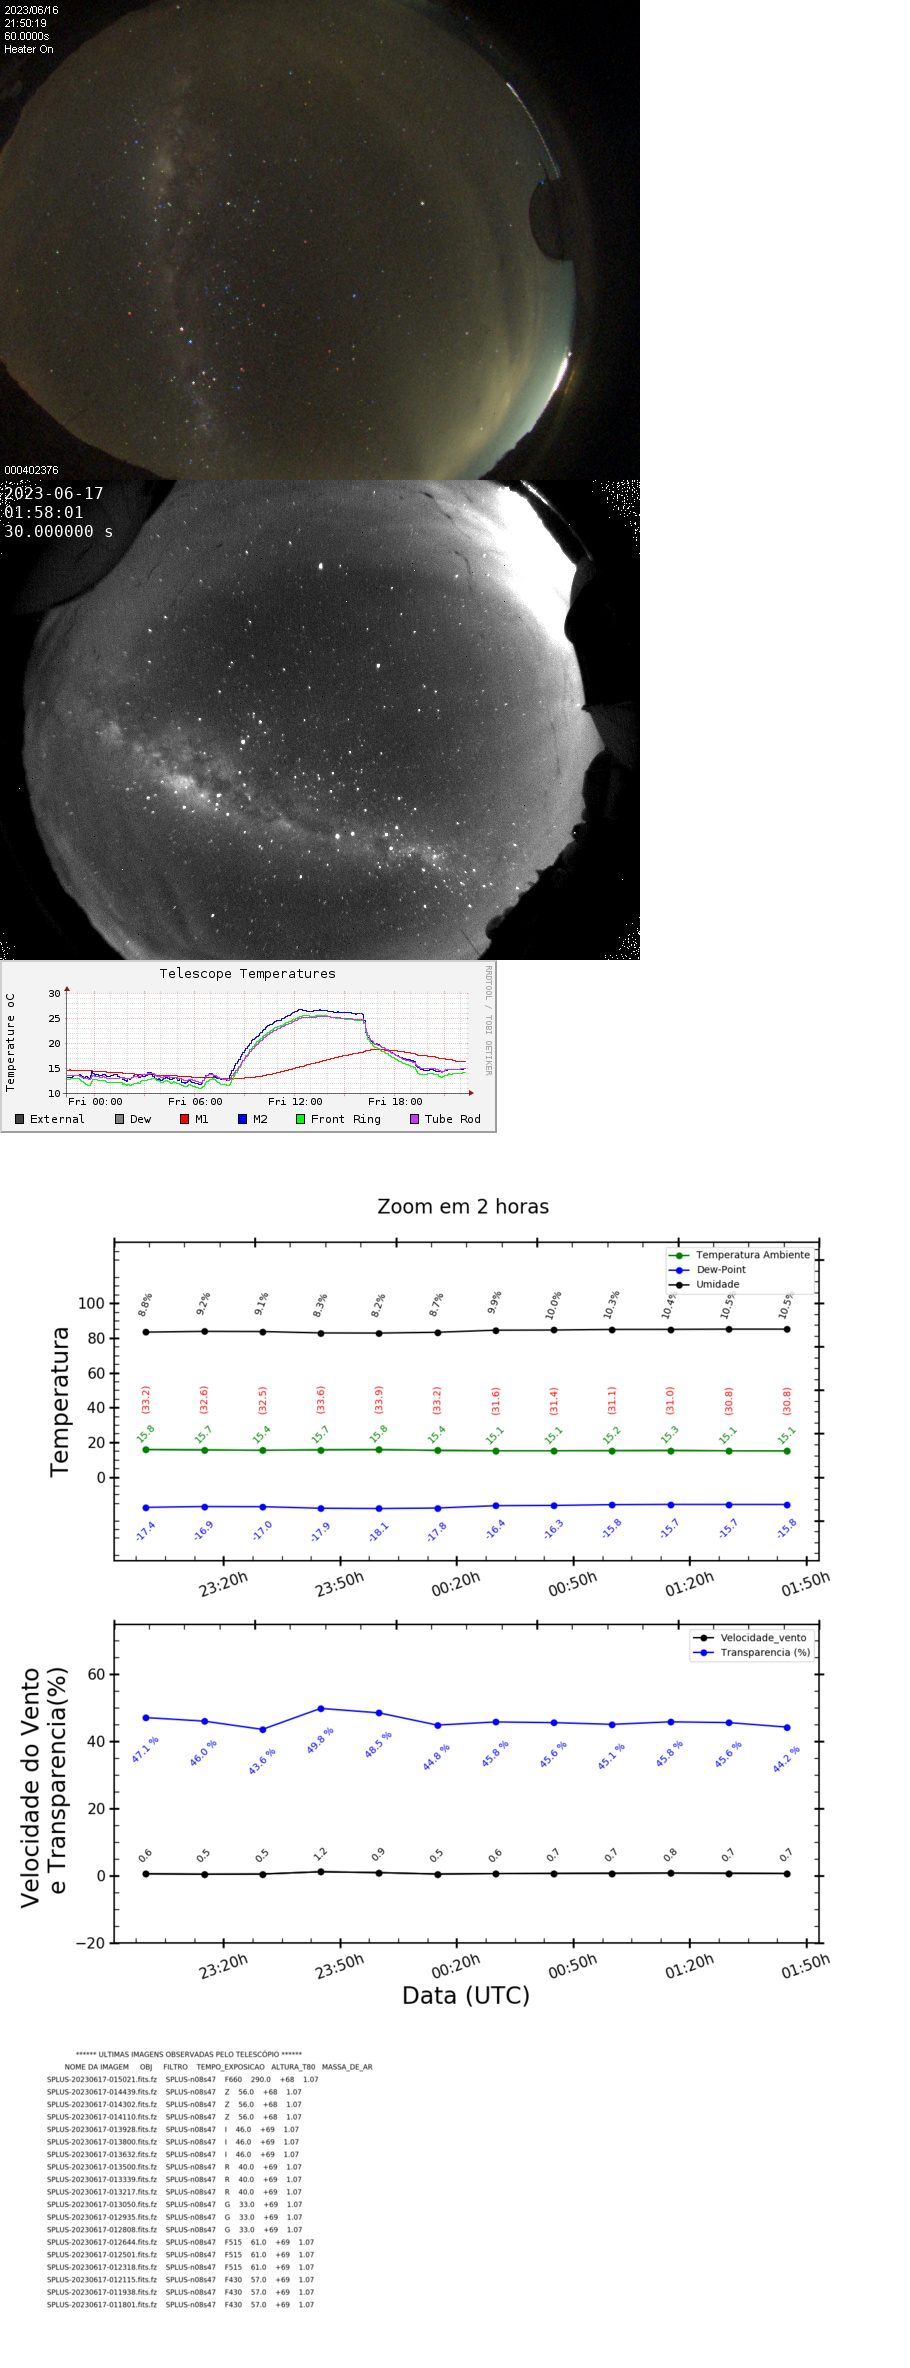 2023/06/16
21:50:19
60.0000s
Heater On
000402376
2023-06-17
01:58:01
30.000000 s
Telescope Temperatures
RRDTOOL / TOBI OETIKER
Temperature oC
30
25
20
15
10
Fri 00:00 Fri 06:00 Fri 12:00 Fri 18:00
External Dew M1 M2 Front Ring Tube Rod
Zoom em 2 horas
Temperatura Ambiente
Dew-Point
Umidade
Temperatura
100
80
60
40
20
0
8.8% 9.2% 9.1% 8.3% 8.2% 8.7% 9.9% 10.0% 10.3% 10.4% 10.5% 10.5%
(33.2) (32.6) (32.5) (33.6) (33.9) (33.2) (31.6) (31.4) (31.1) (31.0) (30.8) (30.8)
15.8 15.7 15.4 15.7 15.8 15.4 15.1 15.1 15.2 15.3 15.1 15.1
-17.4 -16.9 -17.0 -17.9 -18.1 -17.8 -16.4 -16.3 -15.8 -15.7 -15.7 -15.8
23:20h 23:50h 00:20h 00:50h 01:20h 01:50h
Velocidade_vento
Transparencia (%)
Velocidade do Vento
e Transparencia(%)
60
40
20
0
−20
47.1 % 46.0 % 43.6 % 49.8 % 48.5 % 44.8 % 45.8 % 45.6 % 45.1 % 45.8 % 45.6 % 44.2 %
0.6 0.5 0.5 1.2 0.9 0.5 0.6 0.7 0.7 0.8 0.7 0.7
23:20h 23:50h 00:20h 00:50h 01:20h 01:50h
Data (UTC)
****** ULTIMAS IMAGENS OBSERVADAS PELO TELESCÓPIO ******
NOME DA IMAGEM OBJ FILTRO TEMPO_EXPOSICAO ALTURA_T80 MASSA_DE_AR
SPLUS-20230617-015021.fits.fz SPLUS-n08s47 F660 290.0 +68 1.07
SPLUS-20230617-014439.fits.fz SPLUS-n08s47 Z 56.0 +68 1.07
SPLUS-20230617-014302.fits.fz SPLUS-n08s47 Z 56.0 +68 1.07
SPLUS-20230617-014110.fits.fz SPLUS-n08s47 Z 56.0 +68 1.07
SPLUS-20230617-013928.fits.fz SPLUS-n08s47 I 46.0 +69 1.07
SPLUS-20230617-013800.fits.fz SPLUS-n08s47 I 46.0 +69 1.07
SPLUS-20230617-013632.fits.fz SPLUS-n08s47 I 46.0 +69 1.07
SPLUS-20230617-013500.fits.fz SPLUS-n08s47 R 40.0 +69 1.07
SPLUS-20230617-013339.fits.fz SPLUS-n08s47 R 40.0 +69 1.07
SPLUS-20230617-013217.fits.fz SPLUS-n08s47 R 40.0 +69 1.07
SPLUS-20230617-013050.fits.fz SPLUS-n08s47 G 33.0 +69 1.07
SPLUS-20230617-012935.fits.fz SPLUS-n08s47 G 33.0 +69 1.07
SPLUS-20230617-012808.fits.fz SPLUS-n08s47 G 33.0 +69 1.07
SPLUS-20230617-012644.fits.fz SPLUS-n08s47 F515 61.0 +69 1.07
SPLUS-20230617-012501.fits.fz SPLUS-n08s47 F515 61.0 +69 1.07
SPLUS-20230617-012318.fits.fz SPLUS-n08s47 F515 61.0 +69 1.07
SPLUS-20230617-012115.fits.fz SPLUS-n08s47 F430 57.0 +69 1.07
SPLUS-20230617-011938.fits.fz SPLUS-n08s47 F430 57.0 +69 1.07
SPLUS-20230617-011801.fits.fz SPLUS-n08s47 F430 57.0 +69 1.07